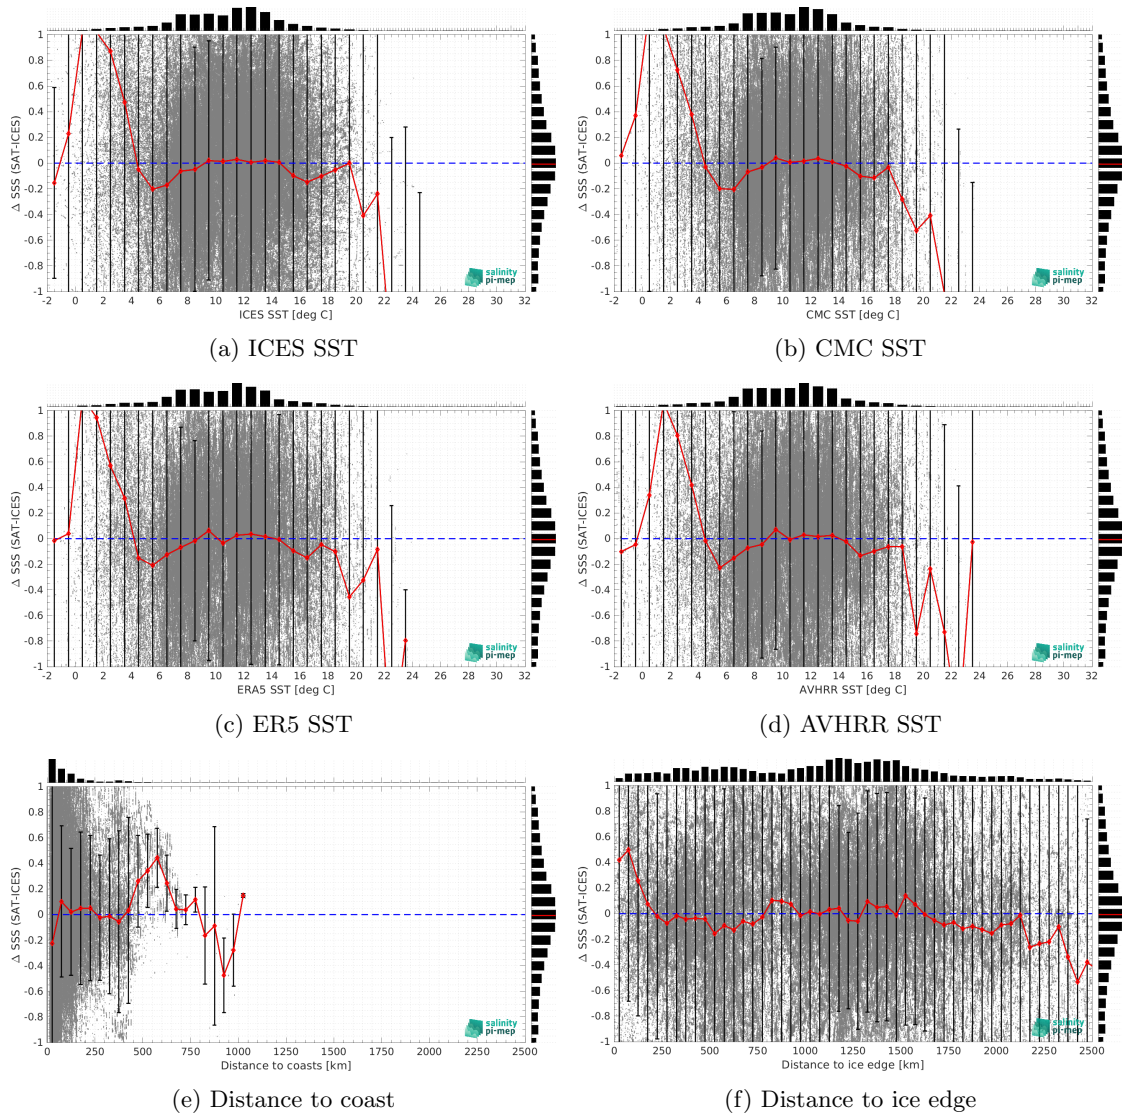 1
0.8
0.6
0.4
0.2
0
-0.2
-0.4
-0.6
-0.8
-1
Δ SSS (SAT-ICES)
-2 0 2 4 6 8 10 12 14 16 18 20 22 24 26 28 30 32
ICES SST [deg C]
salinity
pi-mep
(a) ICES SST
1
0.8
0.6
0.4
0.2
0
-0.2
-0.4
-0.6
-0.8
-1
Δ SSS (SAT-ICES)
-2 0 2 4 6 8 10 12 14 16 18 20 22 24 26 28 30 32
CMC SST [deg C]
salinity
pi-mep
(b) CMC SST
1
0.8
0.6
0.4
0.2
0
-0.2
-0.4
-0.6
-0.8
-1
Δ SSS (SAT-ICES)
-2 0 2 4 6 8 10 12 14 16 18 20 22 24 26 28 30 32
ERA5 SST [deg C]
salinity
pi-mep
(c) ER5 SST
1
0.8
0.6
0.4
0.2
0
-0.2
-0.4
-0.6
-0.8
-1
Δ SSS (SAT-ICES)
-2 0 2 4 6 8 10 12 14 16 18 20 22 24 26 28 30 32
AVHRR SST [deg C]
salinity
pi-mep
(d) AVHRR SST
1
0.8
0.6
0.4
0.2
0
-0.2
-0.4
-0.6
-0.8
-1
Δ SSS (SAT-ICES)
0 250 500 750 1000 1250 1500 1750 2000 2250 2500
Distance to coasts [km]
salinity
pi-mep
(e) Distance to coast
1
0.8
0.6
0.4
0.2
0
-0.2
-0.4
-0.6
-0.8
-1
Δ SSS (SAT-ICES)
0 250 500 750 1000 1250 1500 1750 2000 2250 2500
Distance to ice edge [km]
salinity
pi-mep
(f) Distance to ice edge